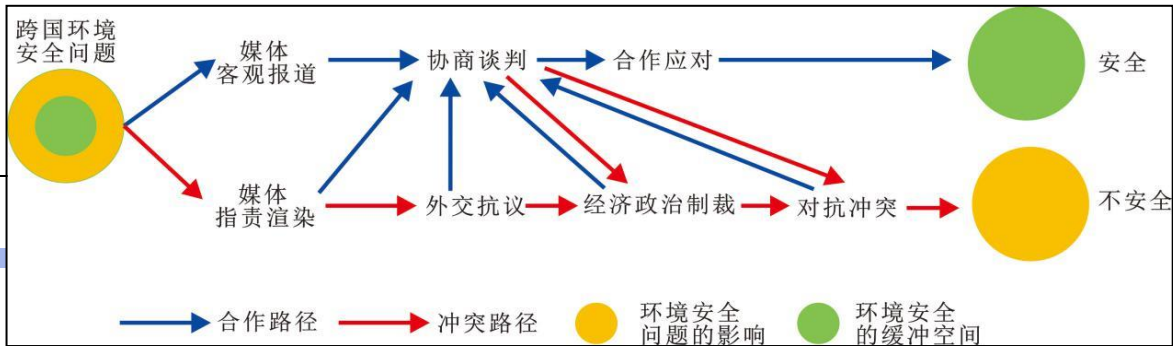 跨国环境
安全问题
媒体
客观报道
协商谈判
合作应对
安全
媒体
指责渲染
外交抗议
经济政治制裁
对抗冲突
不安全
合作路径
冲突路径
环境安全
问题的影响
环境安全
的缓冲空间